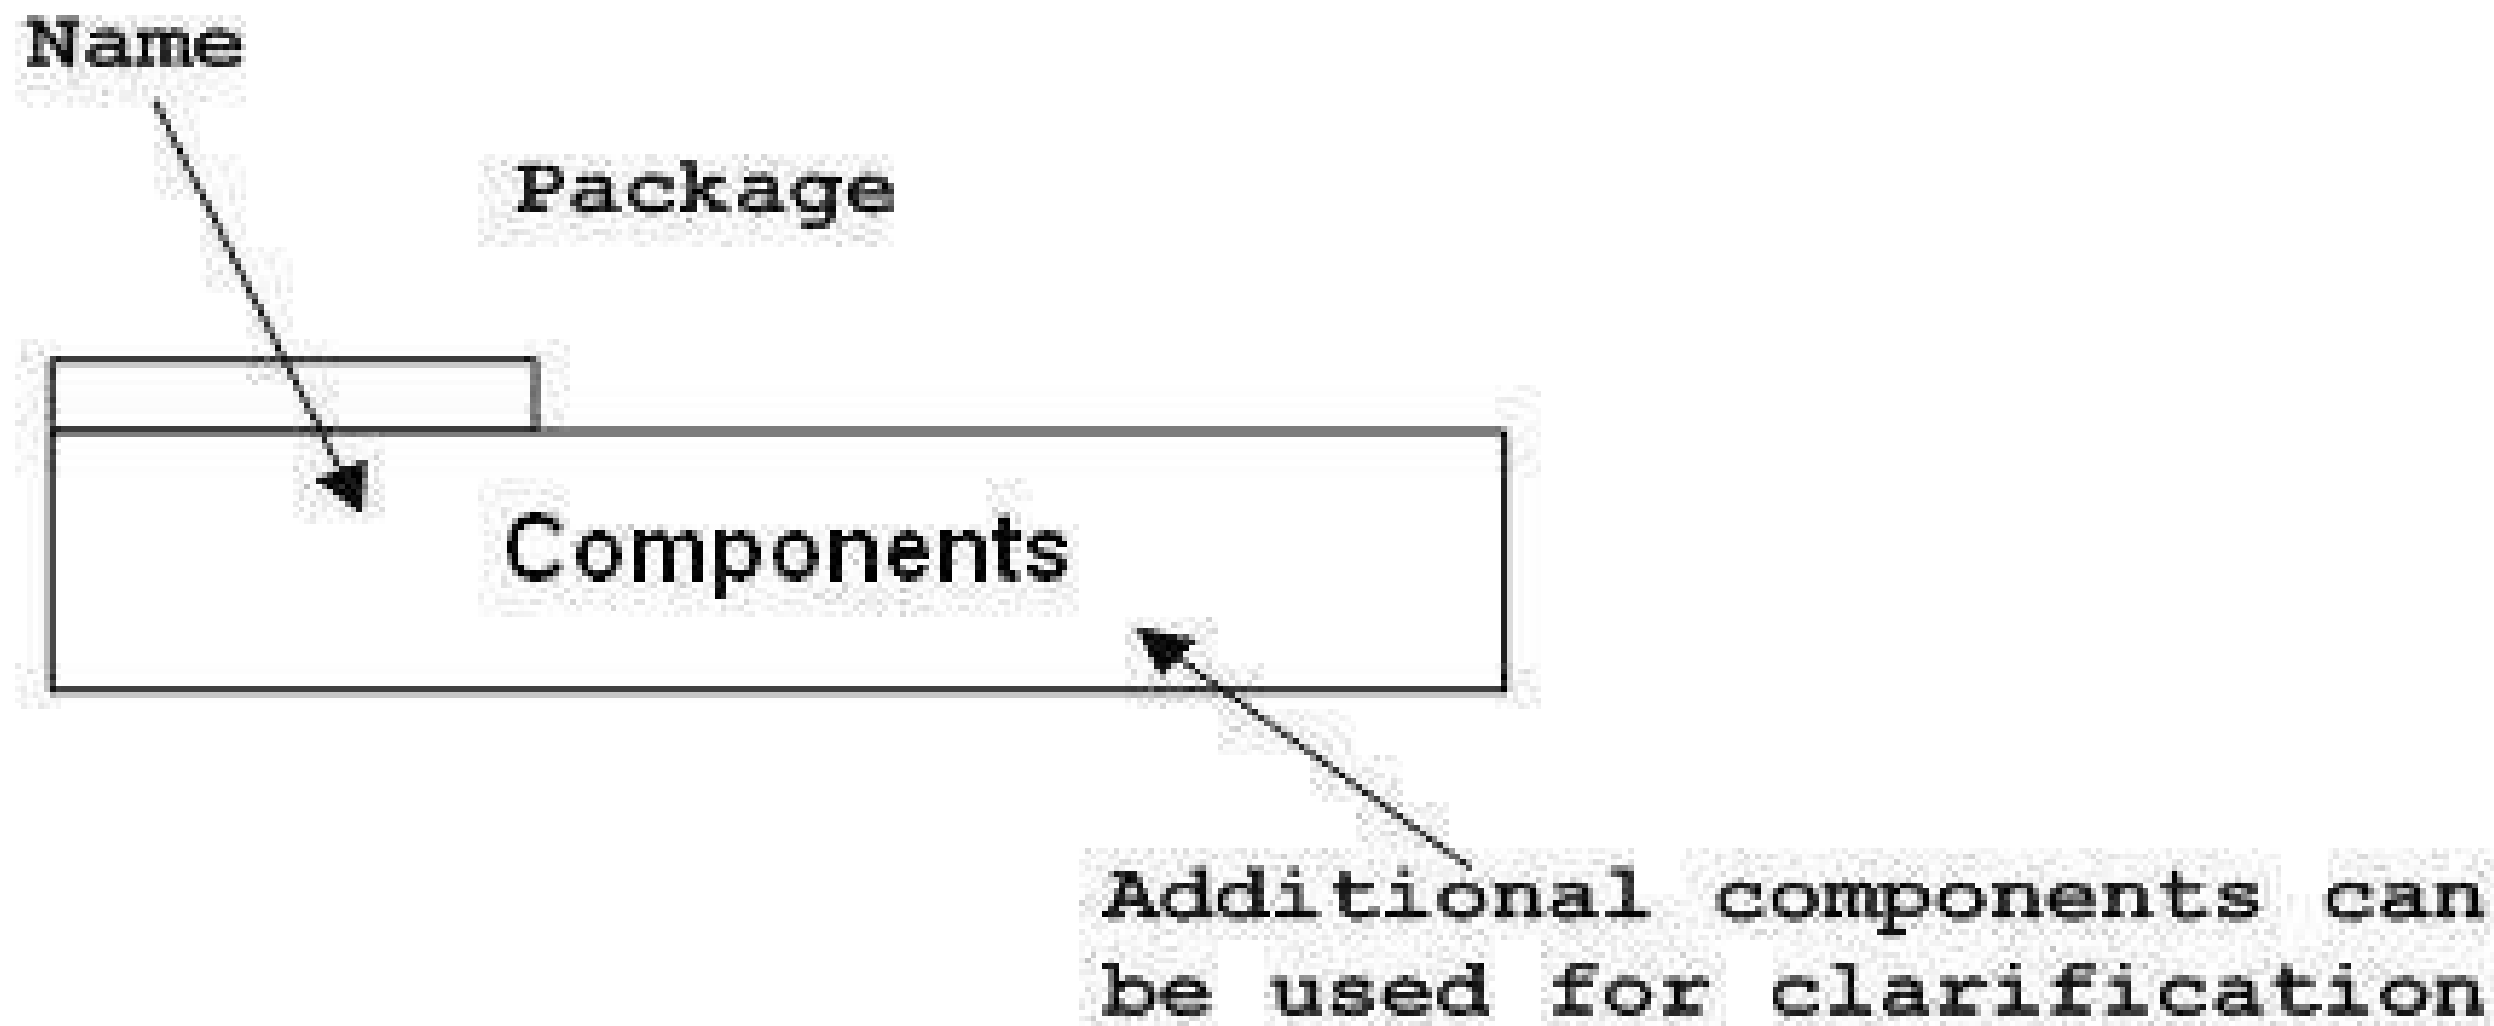 Name
Package
Components
Additional components can
be used for clarification